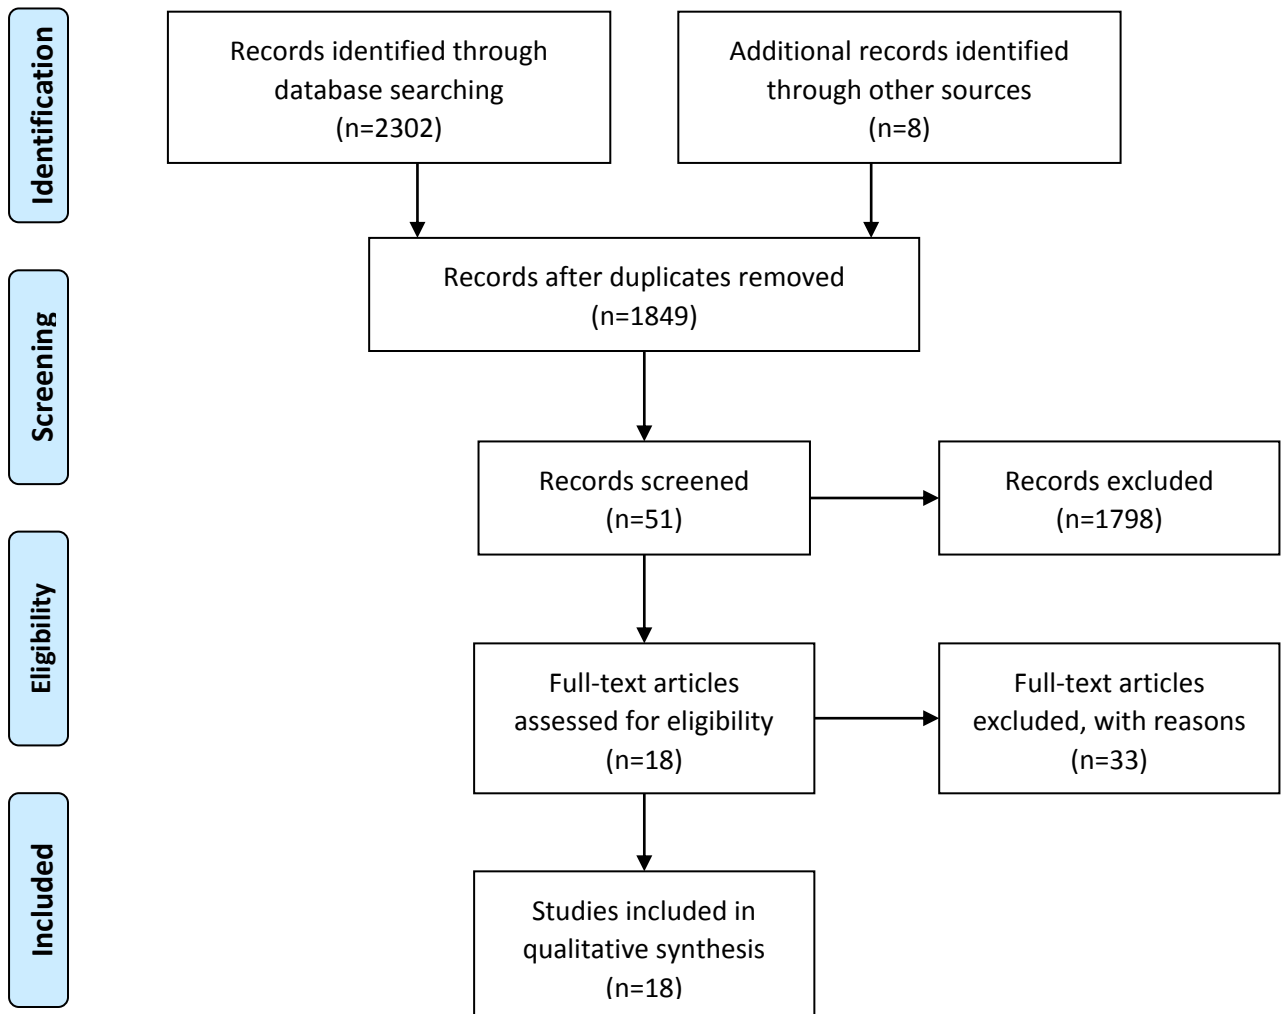 Identification
Records identified through
database searching
(n=2302)
Additional records identified
through other sources
(n=8)
Records after duplicates removed
(n=1849)
Screening
Records screened
(n=51)
Records excluded
(n=1798)
Eligibility
Full-text articles
assessed for eligibility
(n=18)
Full-text articles
excluded, with reasons
(n=33)
Included
Studies included in
qualitative synthesis
(n=18)